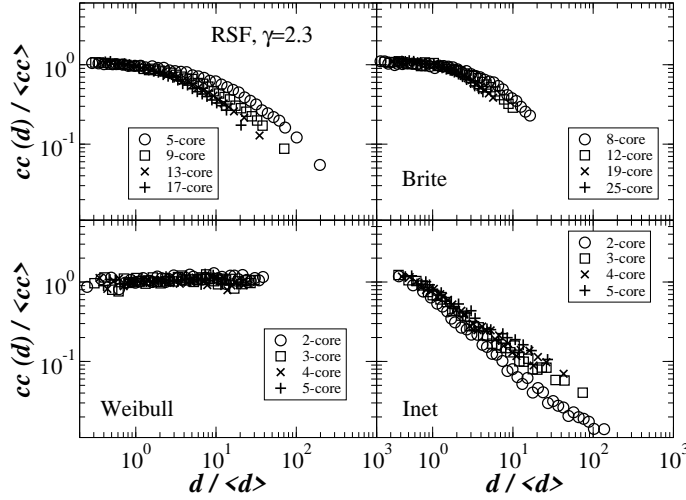 RSF, γ=2.3
cc (d) / <cc>
10^0
10^-1
5-core
9-core
13-core
17-core
8-core
12-core
19-core
25-core
Brite
cc (d) / <cc>
10^0
10^-1
2-core
3-core
4-core
5-core
Weibull
2-core
3-core
4-core
5-core
Inet
10^0 10^1 10^2 10^3 10^0 10^1 10^2 10^3
d / <d> d / <d>